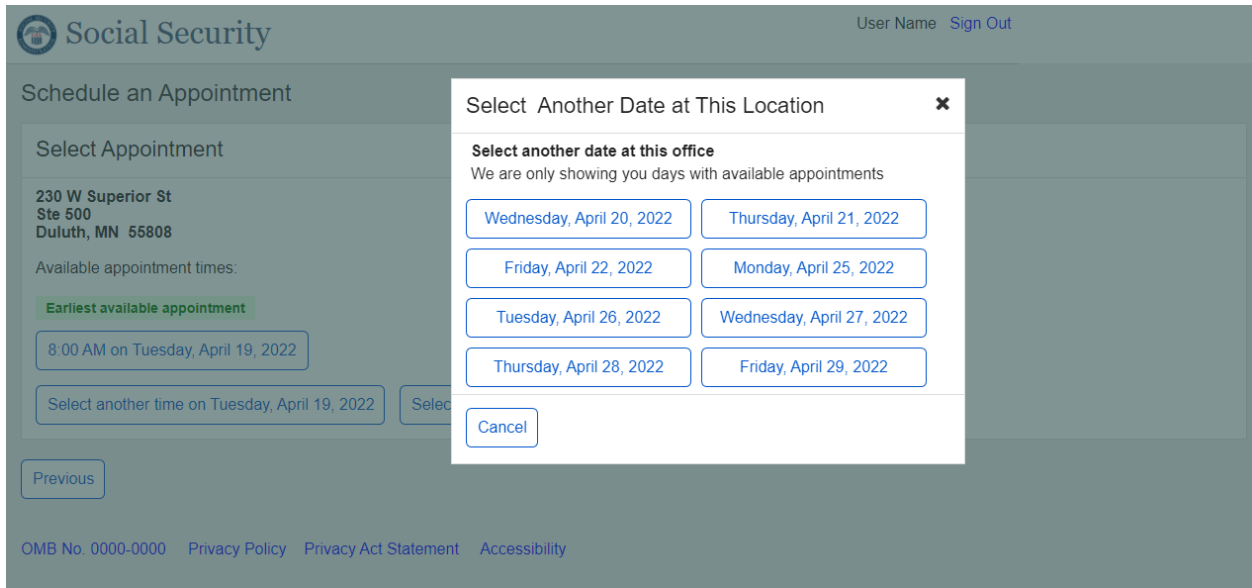 Social Security
User Name Sign Out
Schedule an Appointment
Select Appointment
230 W Superior St
Ste 500
Duluth, MN 55808
Available appointment times:
Earliest available appointment
8:00 AM on Tuesday, April 19, 2022
Select another time on Tuesday, April 19, 2022
Selec
Select Another Date at This Location
Select another date at this office
We are only showing you days with available appointments
Wednesday, April 20, 2022 Thursday, April 21, 2022
Friday, April 22, 2022 Monday, April 25, 2022
Tuesday, April 26, 2022 Wednesday, April 27, 2022
Thursday, April 28, 2022 Friday, April 29, 2022
Cancel
Previous
OMB No. 0000-0000 Privacy Policy Privacy Act Statement Accessibility